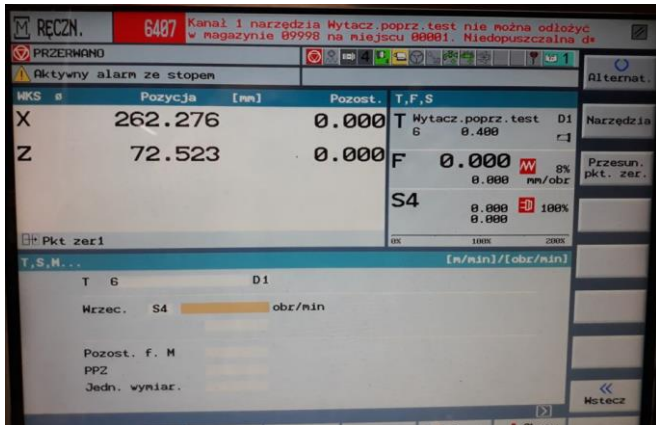 M RĘCZN.
6407
Kanał 1 narzędzia Wytacz.poprz.test nie można odłożyć
w magazynie 09998 na miejscu 00001. Niedopuszczalna d*
PRZERWANO
4
1
Aktywny alarm ze stopem
Alternat.
WKS ø Pozycja [mm] Pozost.
T,F,S
X 262.276 0.000
T Wytacz.poprz.test D1
6 0.400
Narzędzia
Z 72.523 0.000
F 0.000 8%
0.000 mm/obr
Przesun.
pkt. zer.
S4 0.000 100%
0.000
Pkt zer1
0% 100% 200%
T,S,M... [m/min]/[obr/min]
T 6 D1
Wrzec. S4 obr/min
Pozost. f. M
PPZ
Jedn. wymiar.
«
Wstecz